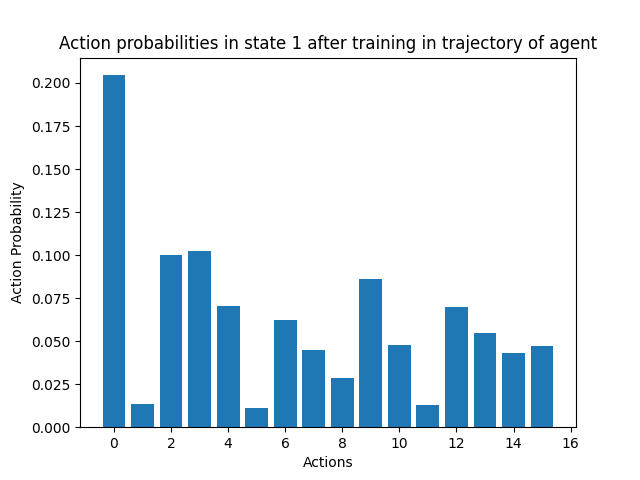 Action probabilities in state 1 after training in trajectory of agent
0.200
0.175
0.150
0.125
0.100
0.075
0.050
0.025
0.000
Action Probability
0 2 4 6 8 10 12 14 16
Actions